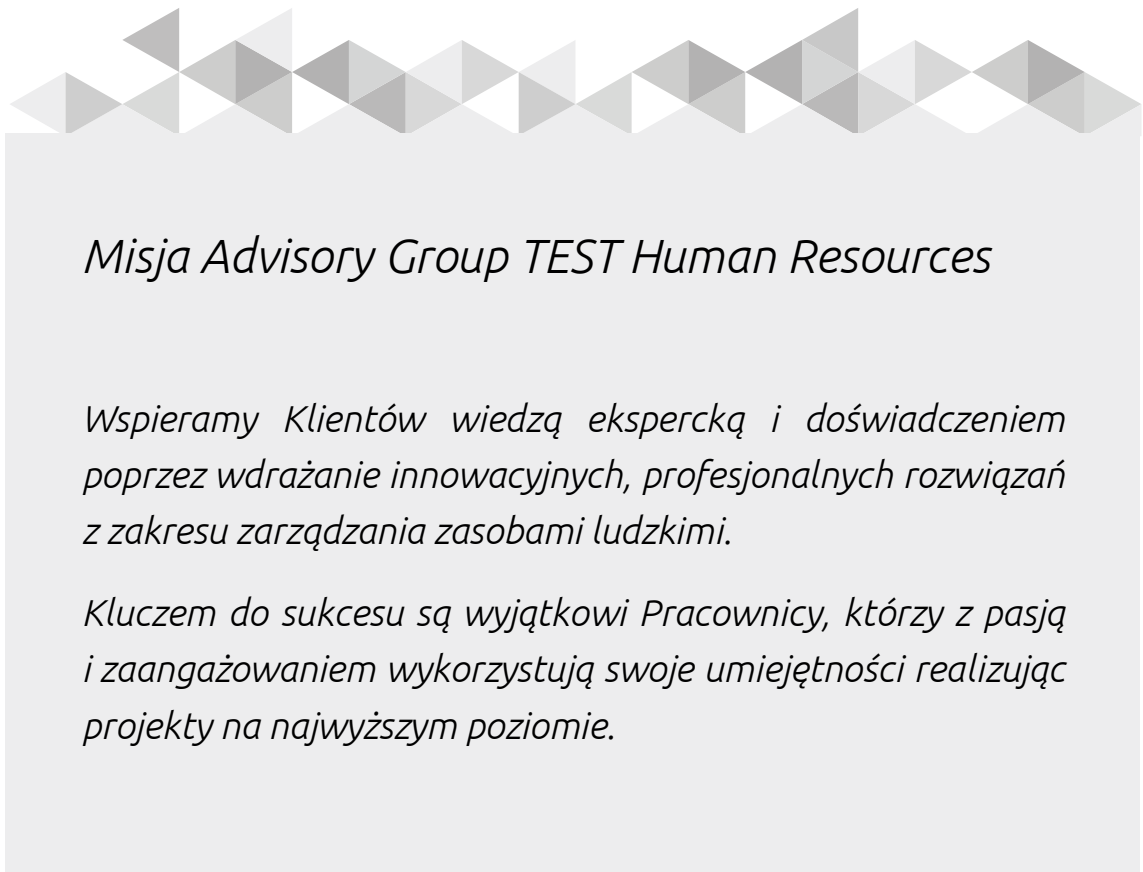 Misja Advisory Group TEST Human Resources
Wspieramy Klientów wiedzą ekspercką i doświadczeniem
poprzez wdrażanie innowacyjnych, profesjonalnych rozwiązań
z zakresu zarządzania zasobami ludzkimi.
Kluczem do sukcesu są wyjątkowi Pracownicy, którzy z pasją
i zaangażowaniem wykorzystują swoje umiejętności realizując
projekty na najwyższym poziomie.